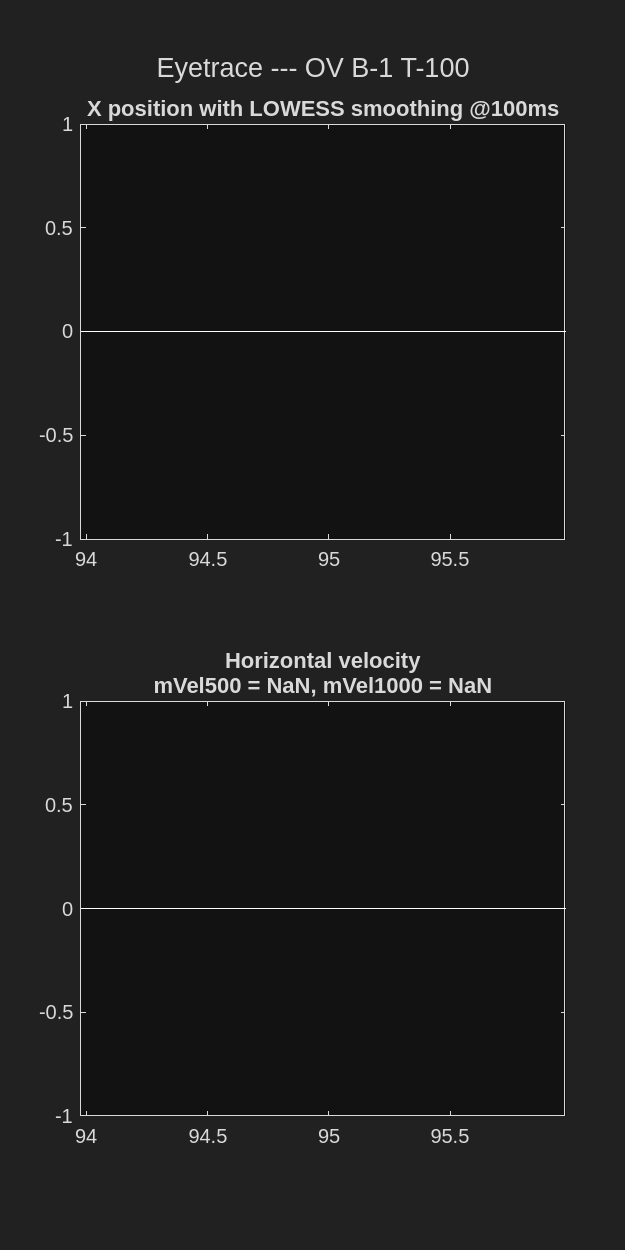 Eyetrace --- OV B-1 T-100
X position with LOWESS smoothing @100ms
1
0.5
0
-0.5
-1
94 94.5 95 95.5
Horizontal velocity
mVel500 = NaN, mVel1000 = NaN
1
0.5
0
-0.5
-1
94 94.5 95 95.5